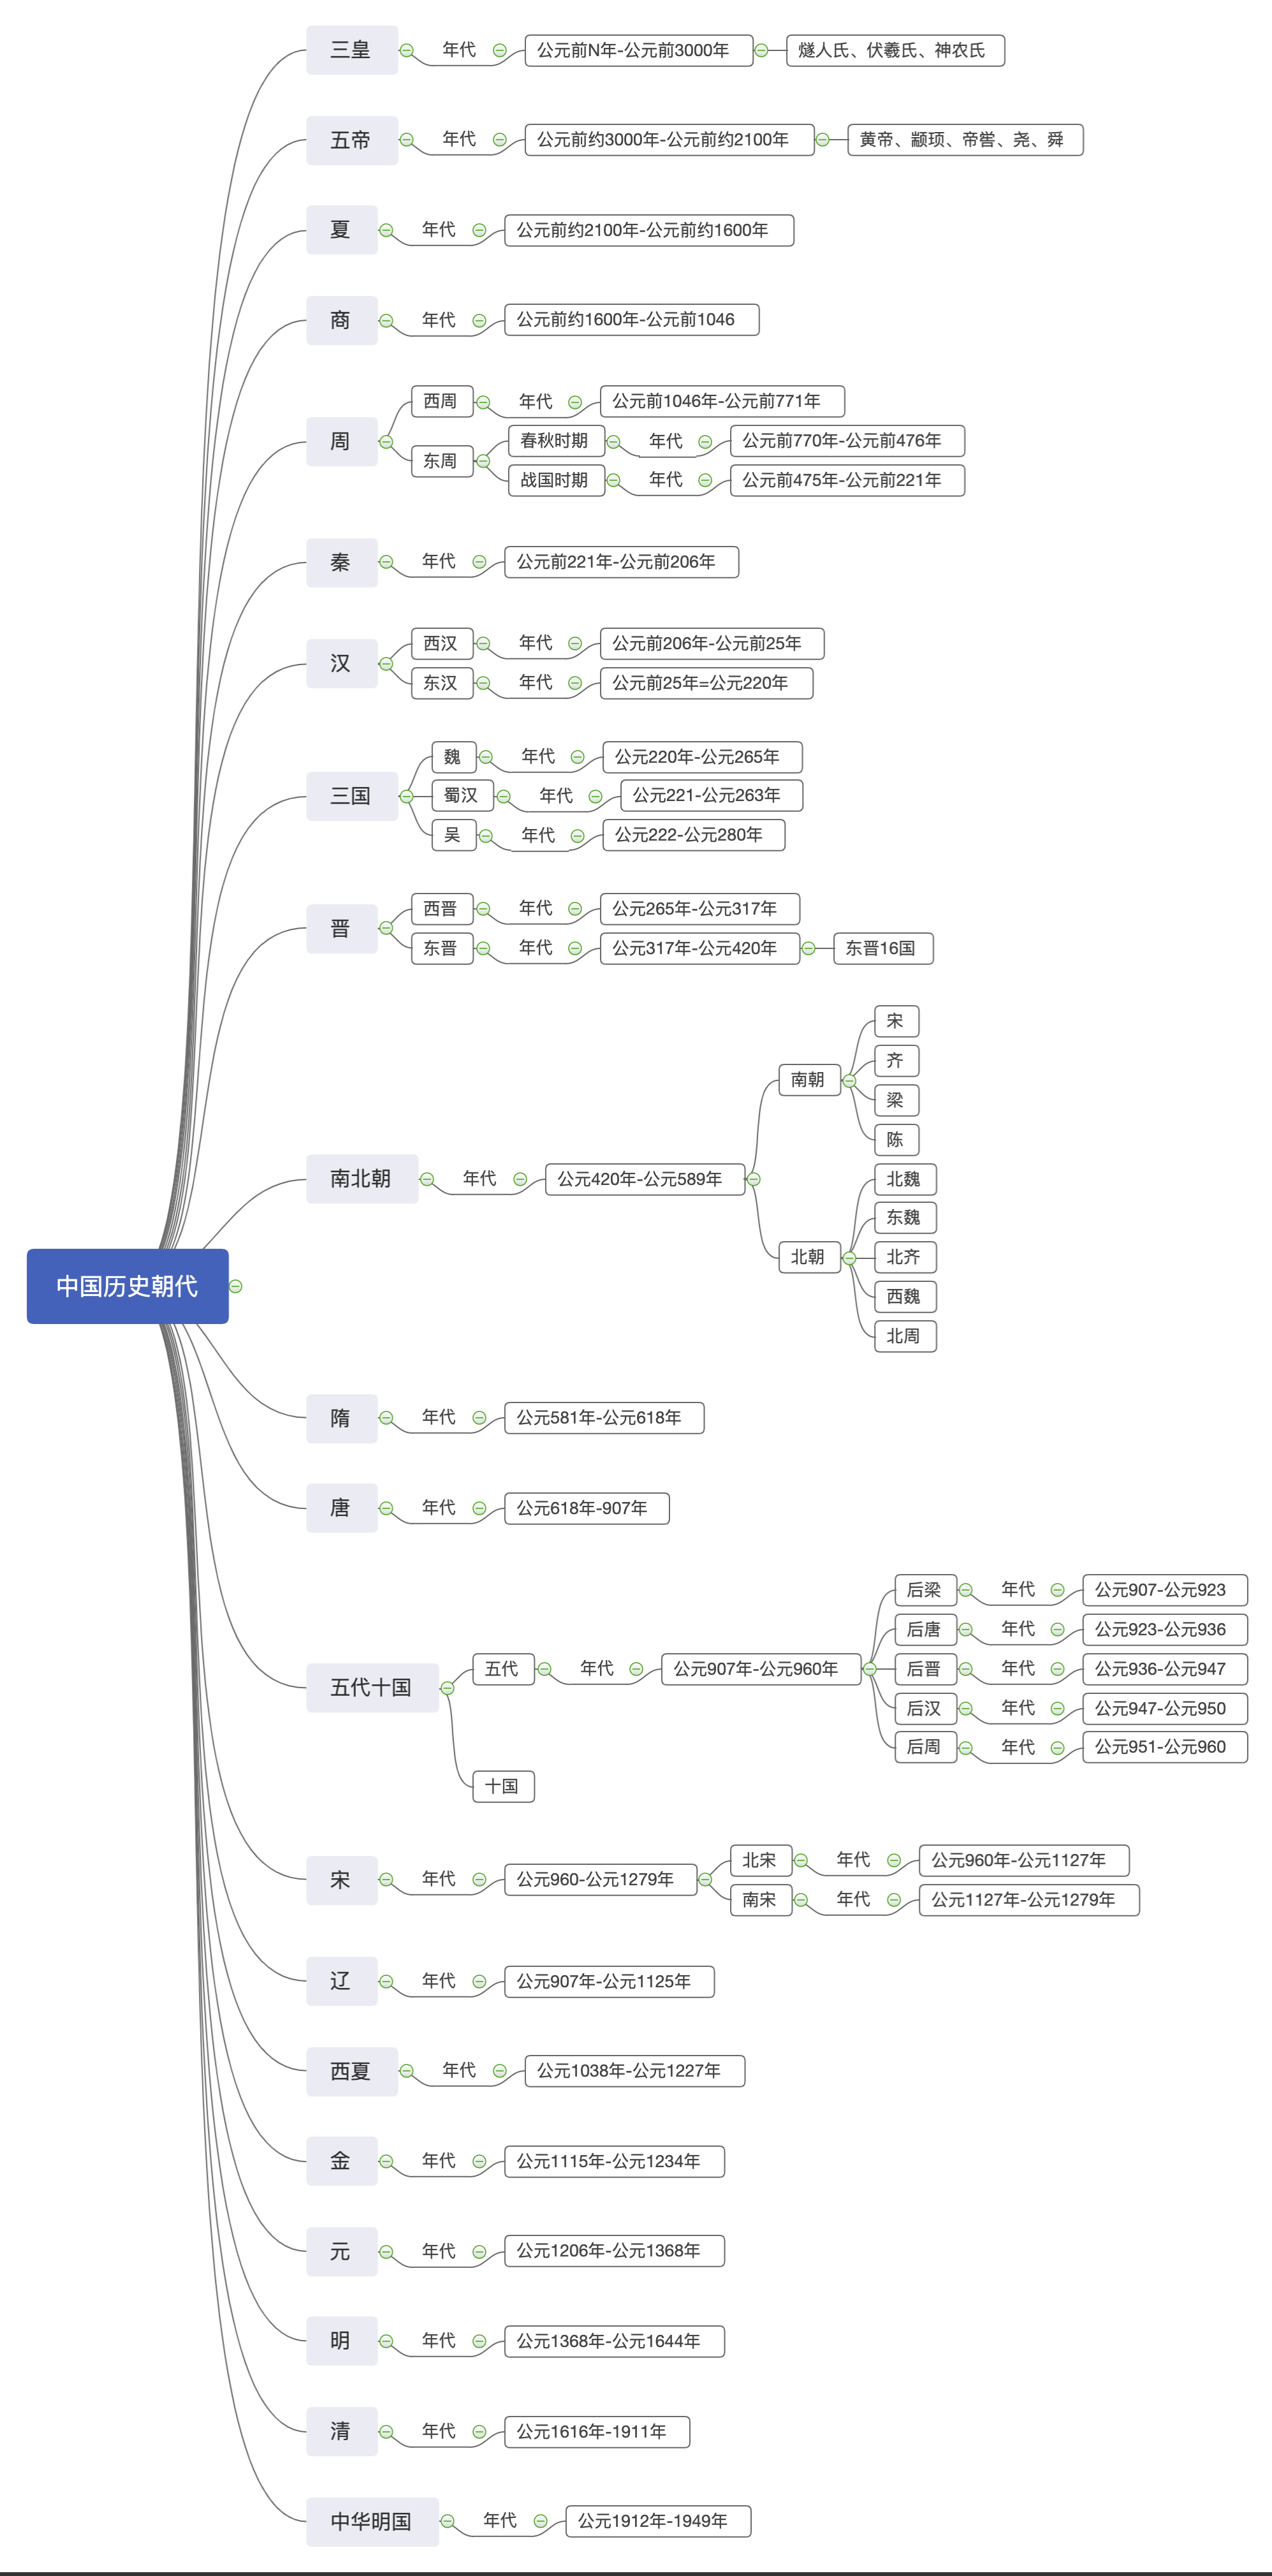 三皇 年代 公元前N年-公元前3000年 燧人氏、伏羲氏、神农氏
五帝 年代 公元前约3000年-公元前约2100年 黄帝、颛顼、帝喾、尧、舜
夏 年代 公元前约2100年-公元前约1600年
商 年代 公元前约1600年-公元前1046
周
西周 年代 公元前1046年-公元前771年
东周
春秋时期 年代 公元前770年-公元前476年
战国时期 年代 公元前475年-公元前221年
秦 年代 公元前221年-公元前206年
汉
西汉 年代 公元前206年-公元前25年
东汉 年代 公元前25年=公元220年
三国
魏 年代 公元220年-公元265年
蜀汉 年代 公元221-公元263年
吴 年代 公元222-公元280年
晋
西晋 年代 公元265年-公元317年
东晋 年代 公元317年-公元420年 东晋16国
南北朝 年代 公元420年-公元589年
南朝
宋
齐
梁
陈
北朝
北魏
东魏
北齐
西魏
北周
中国历史朝代
隋 年代 公元581年-公元618年
唐 年代 公元618年-907年
五代十国
五代 年代 公元907年-公元960年
后梁 年代 公元907-公元923
后唐 年代 公元923-公元936
后晋 年代 公元936-公元947
后汉 年代 公元947-公元950
后周 年代 公元951-公元960
十国
宋 年代 公元960-公元1279年
北宋 年代 公元960年-公元1127年
南宋 年代 公元1127年-公元1279年
辽 年代 公元907年-公元1125年
西夏 年代 公元1038年-公元1227年
金 年代 公元1115年-公元1234年
元 年代 公元1206年-公元1368年
明 年代 公元1368年-公元1644年
清 年代 公元1616年-1911年
中华明国 年代 公元1912年-1949年